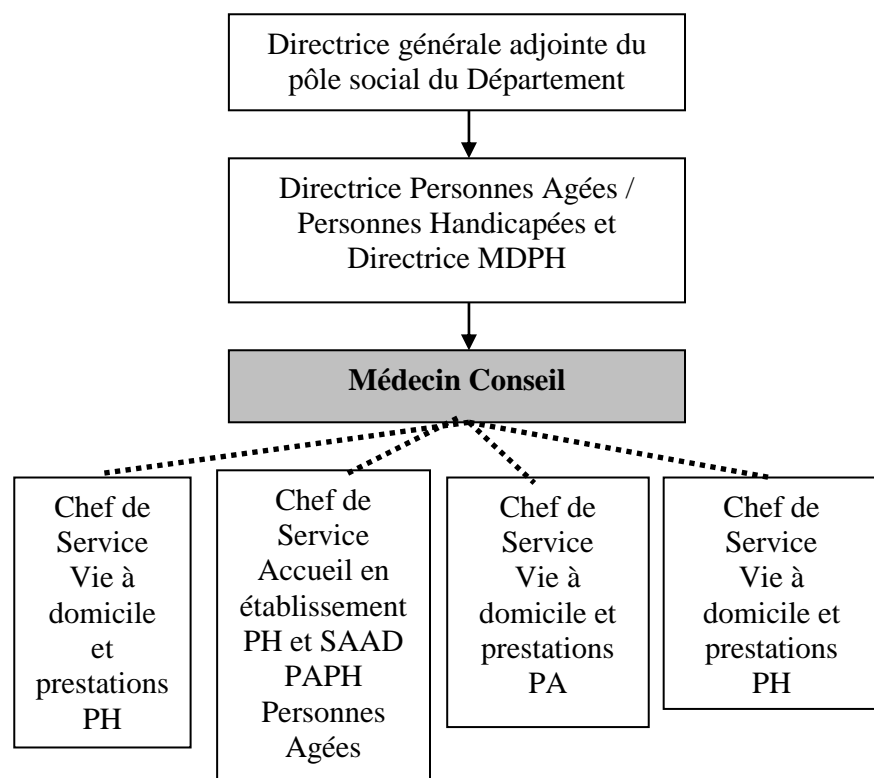 Directrice générale adjointe du
pôle social du Département
Directrice Personnes Agées /
Personnes Handicapées et
Directrice MDPH
Médecin Conseil
Chef de
Service
Vie à
domicile
et
prestations
PH
Chef de
Service
Accueil en
établissement
PH et SAAD
PAPH
Personnes
Agées
Chef de
Service
Vie à
domicile et
prestations
PA
Chef de
Service
Vie à
domicile et
prestations
PH